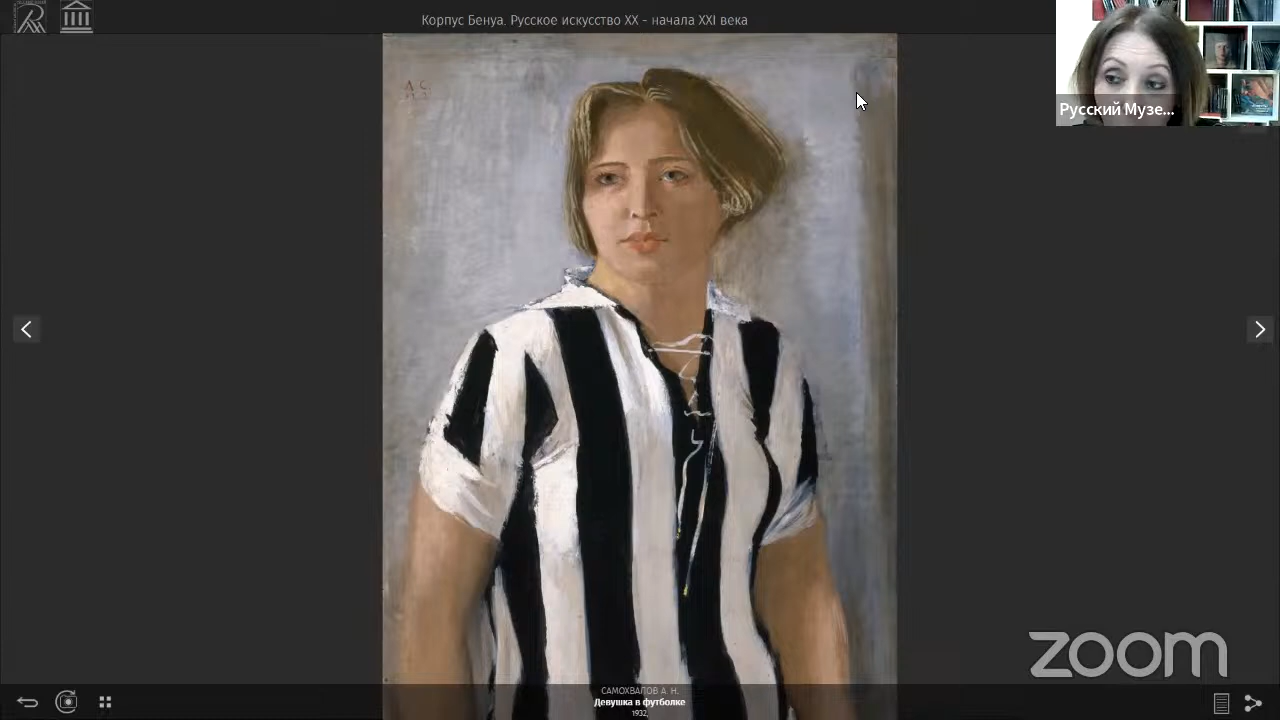 Корпус Бенуа. Русское искусство XX - начала XXI века
Русский Музе...
А С.
zoom
САМОХВАЛОВ А. Н.
Девушка в футболке
1932,